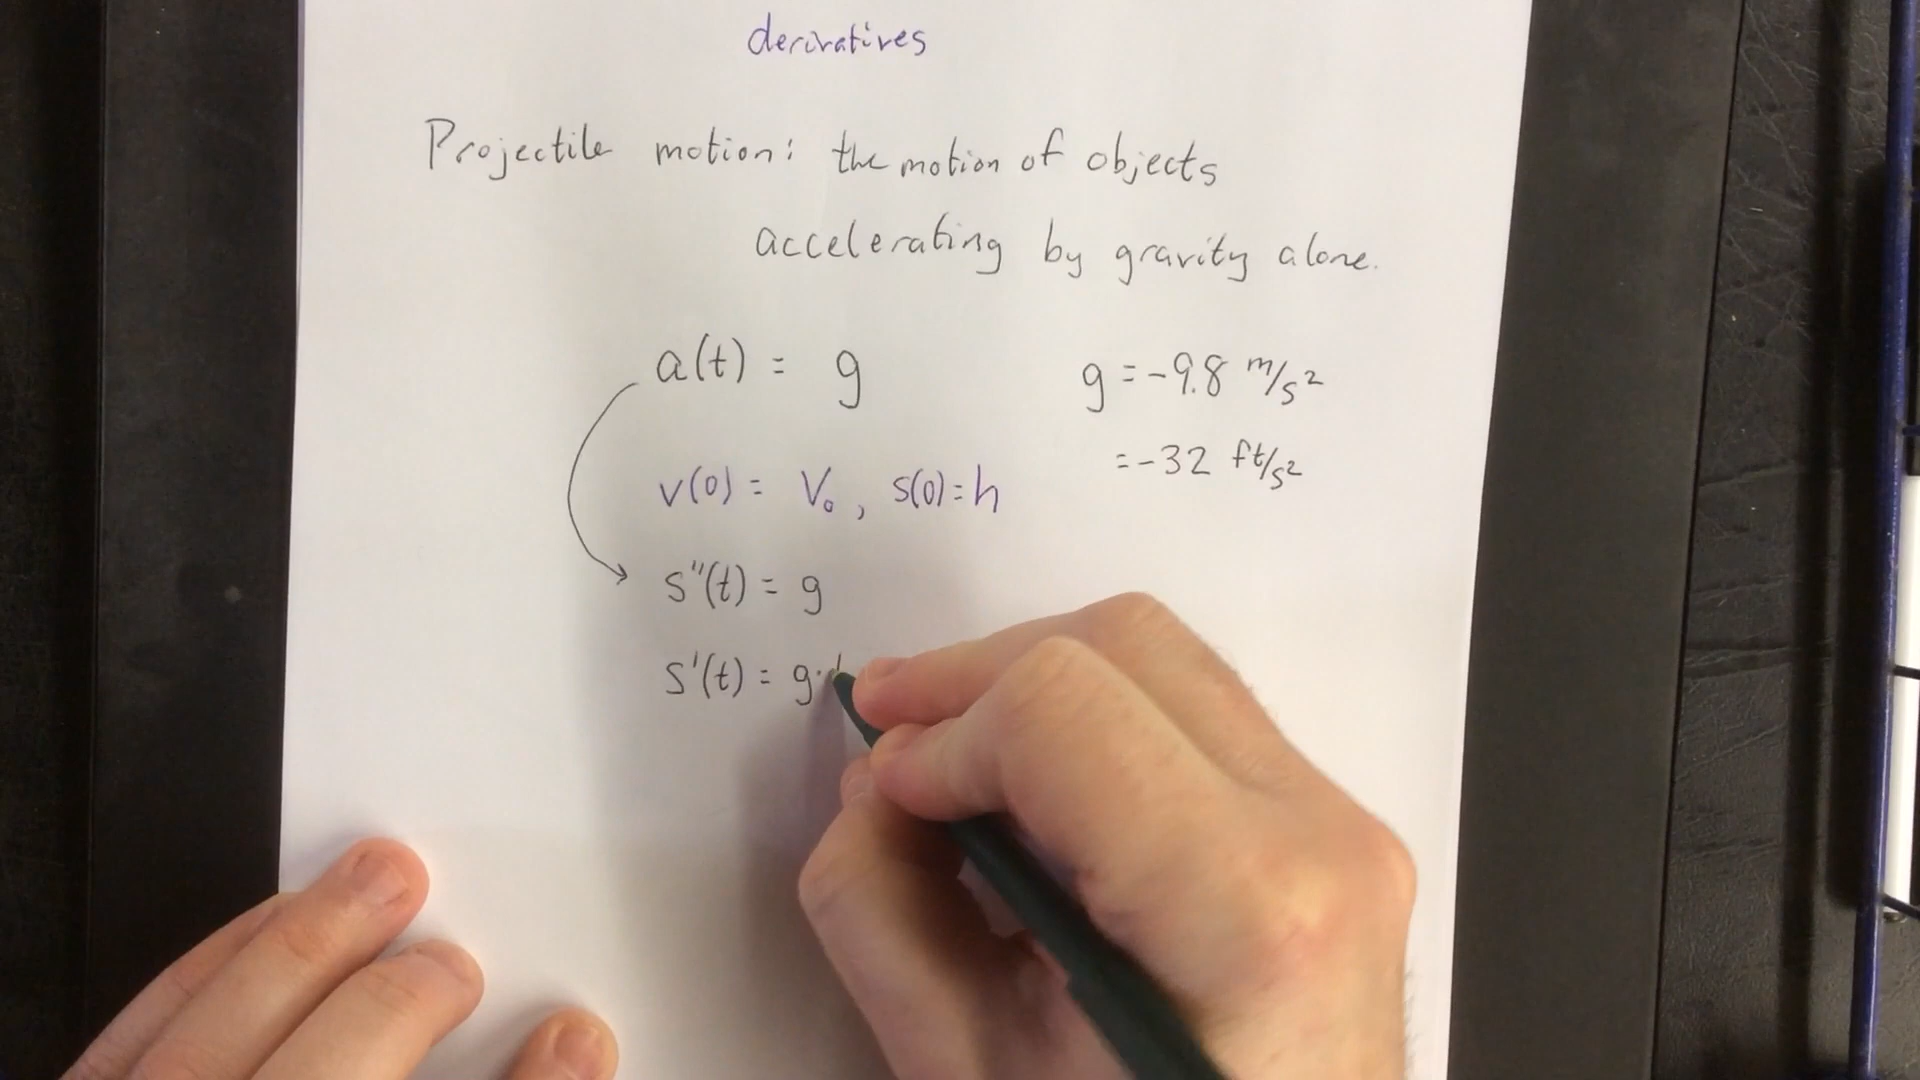 derivatives
Projectile motion: the motion of objects
accelerating by gravity alone.
a(t) = g
g = -9.8 m/s²
= -32 ft/s²
v(0) = V₀, s(0) = h
s''(t) = g
s'(t) = g·